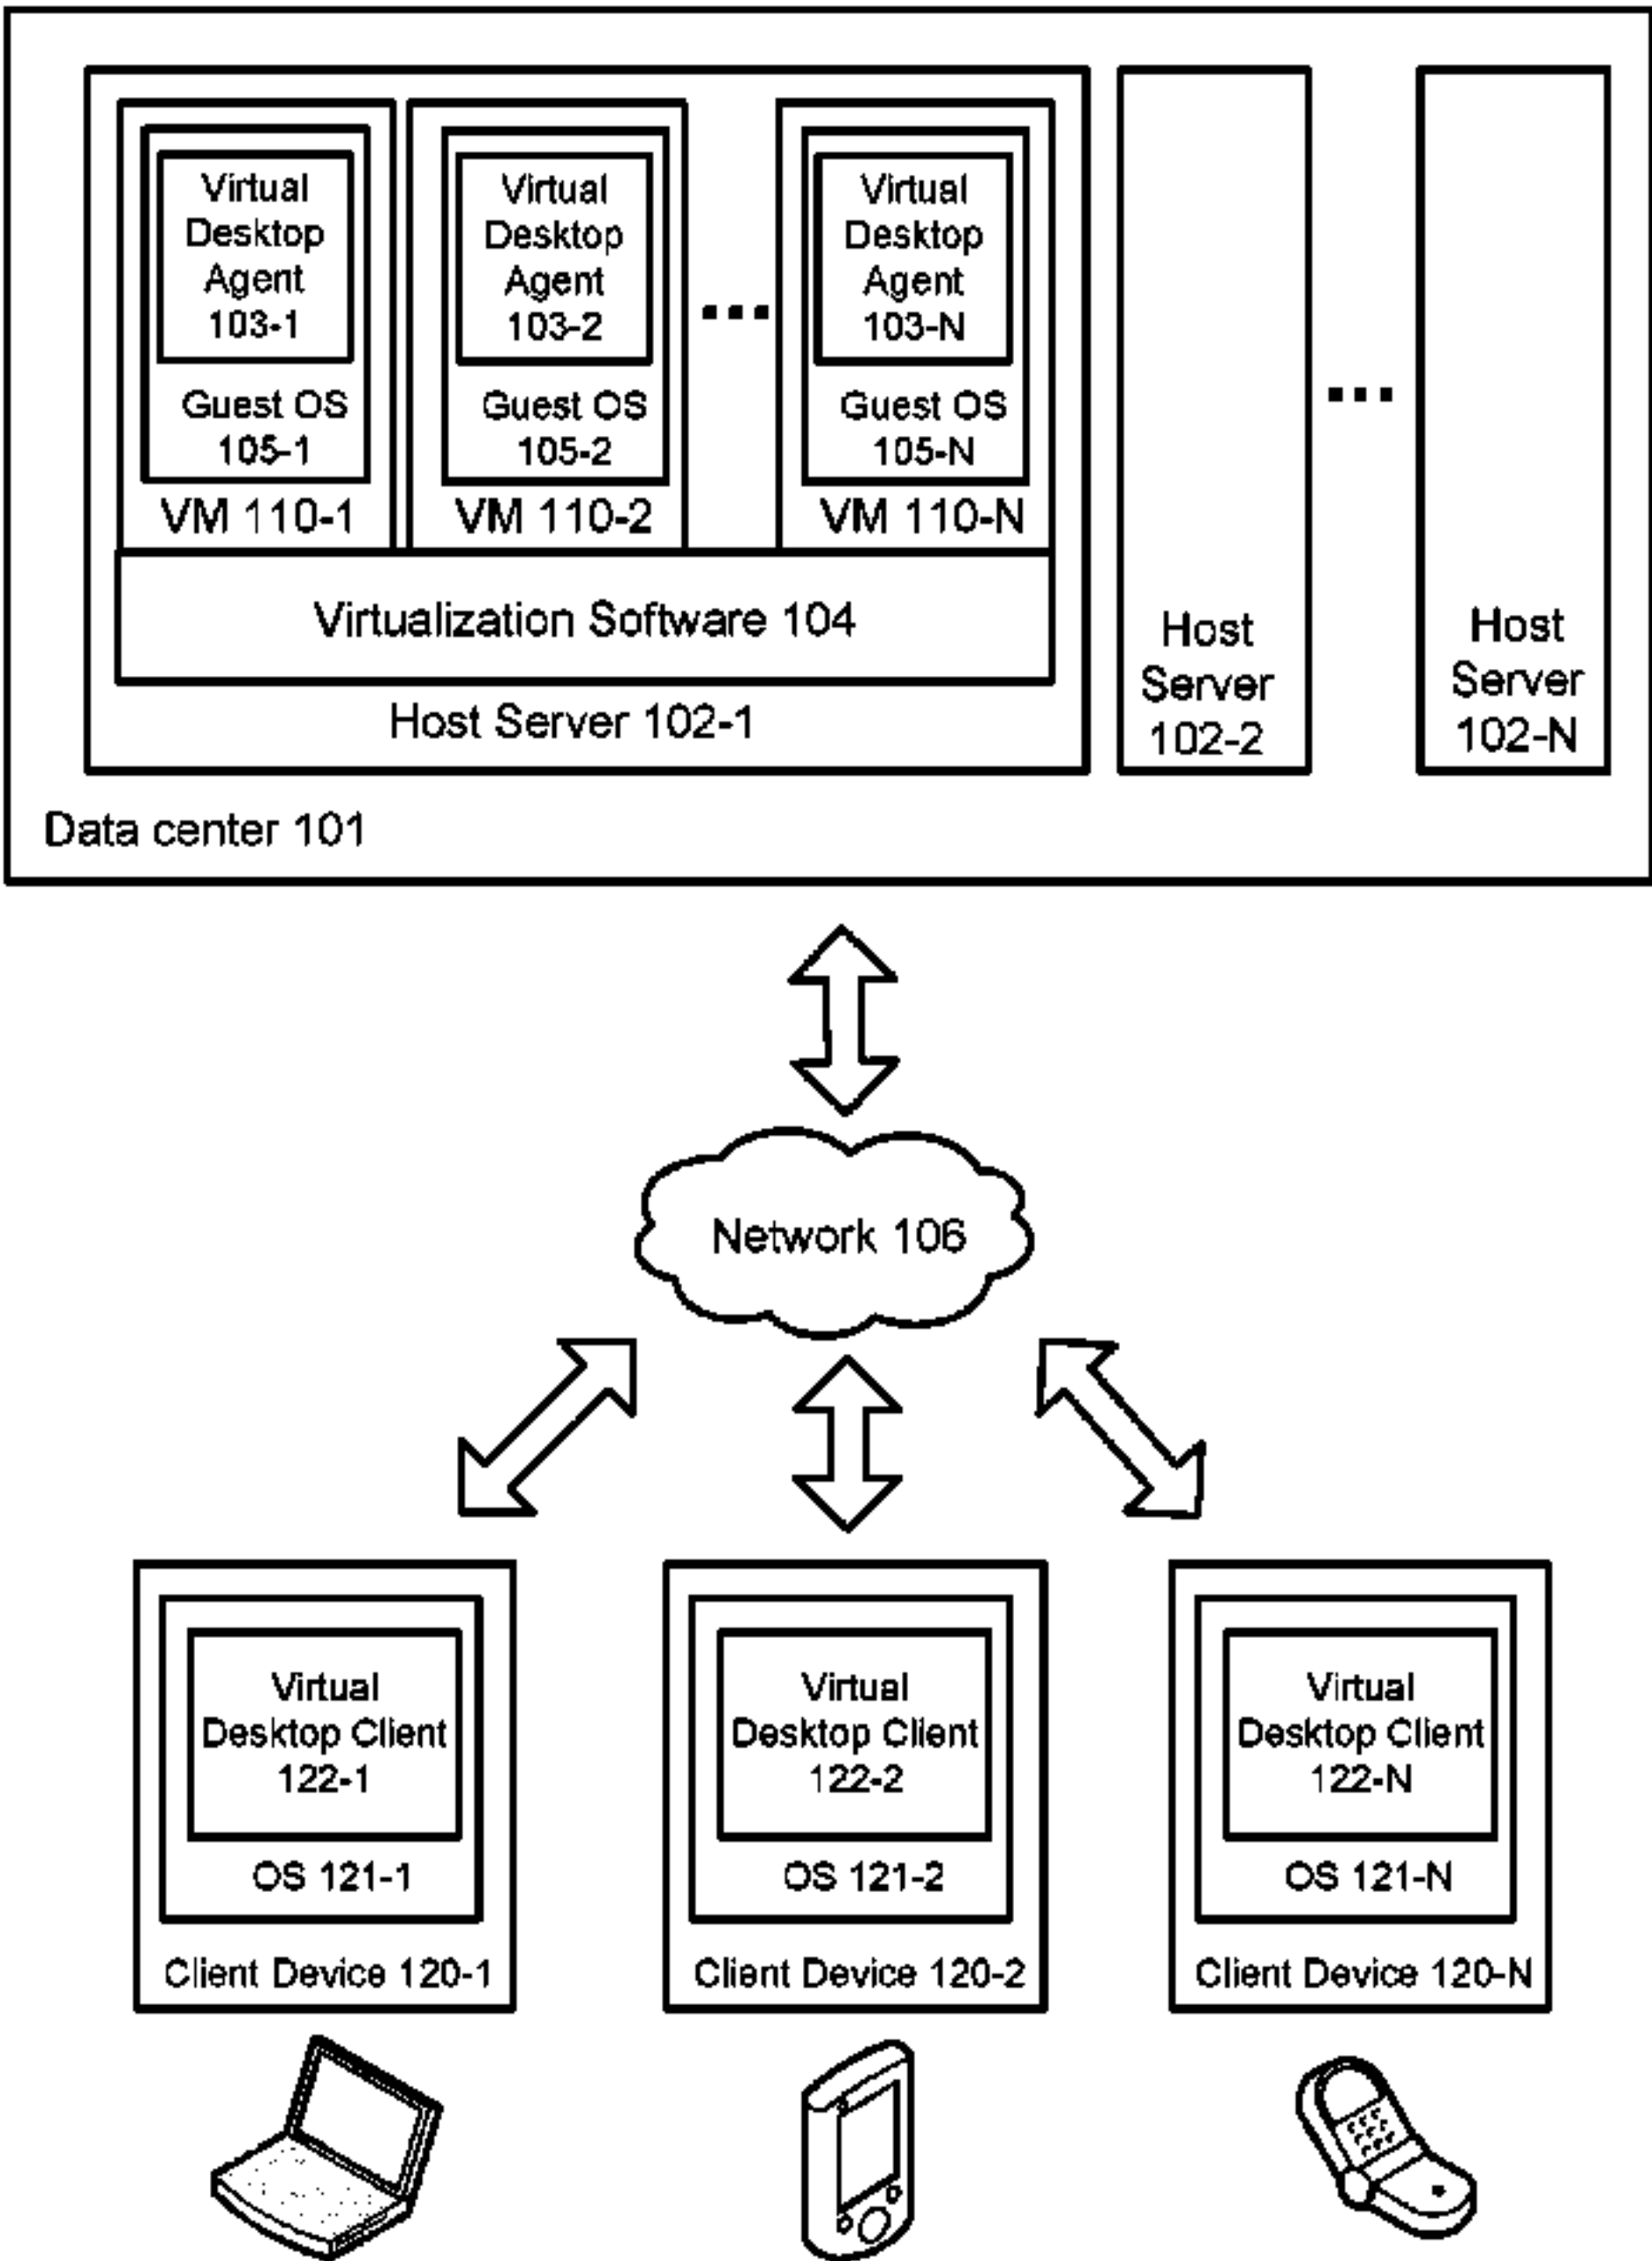 Virtual
Desktop
Agent
103-1
Guest OS
105-1
VM 110-1
Virtual
Desktop
Agent
103-2
Guest OS
105-2
VM 110-2
...
Virtual
Desktop
Agent
103-N
Guest OS
105-N
VM 110-N
Virtualization Software 104
Host Server 102-1
Host
Server
102-2
...
Host
Server
102-N
Data center 101
Network 106
Virtual
Desktop Client
122-1
OS 121-1
Client Device 120-1
Virtual
Desktop Client
122-2
OS 121-2
Client Device 120-2
Virtual
Desktop Client
122-N
OS 121-N
Client Device 120-N